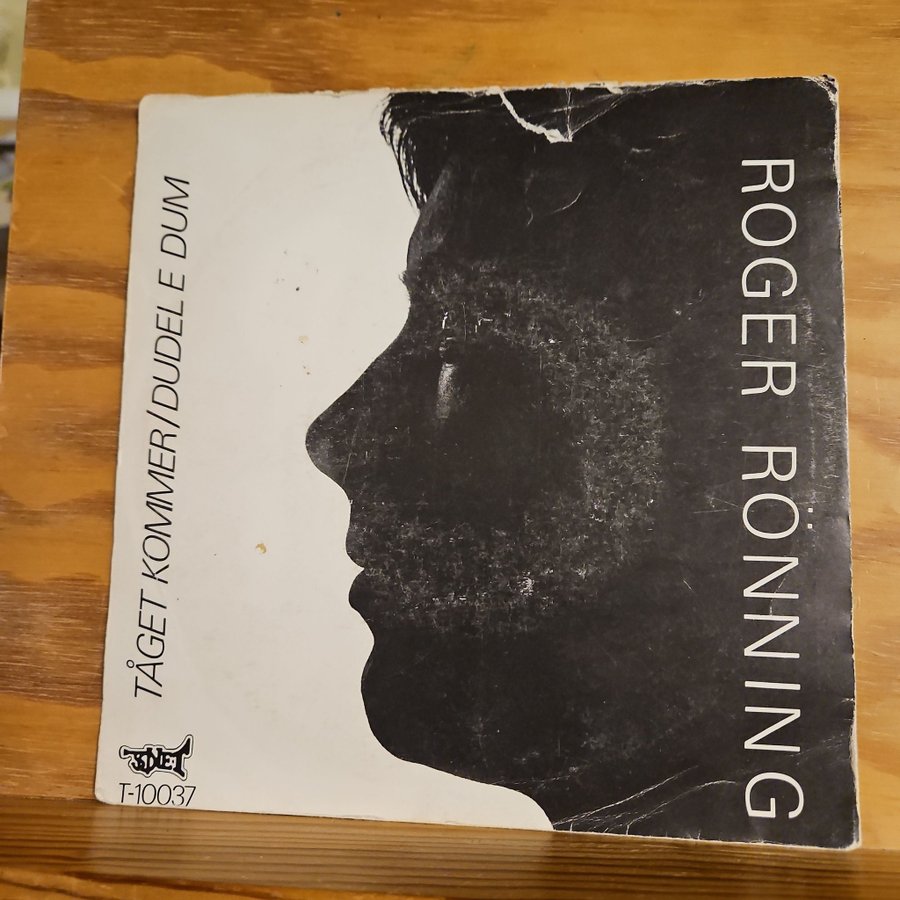 ROGER RÖNNING
TÅGET KOMMER/DUDEL E DUM
T-10037